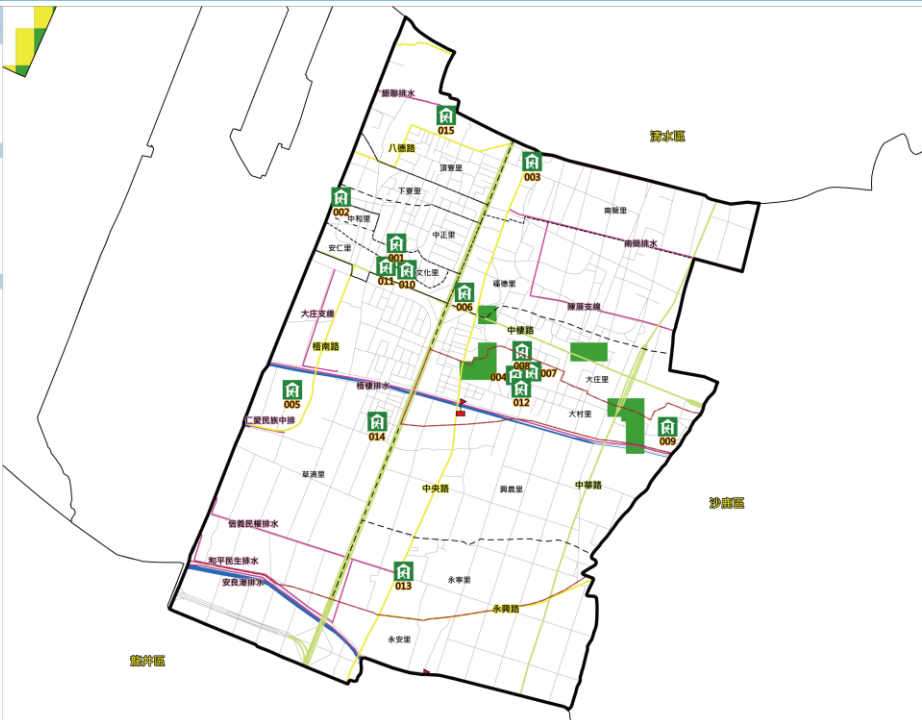 銀聯排水
015
清水區
八德路
003
頂寮里
下寮里
002
中和里
南簡里
中正里
001
南簡排水
安仁里
011
010
文化里
福德里
006
陳厝支線
大庄支線
中棲路
梧南路
008
004
007
大庄里
梧棲排水
005
012
大村里
仁愛民族中排
014
009
草湳里
中央路
興農里
中華路
沙鹿區
信義民權排水
和平民生排水
013
永寧里
安良港排水
永興路
永安里
龍井區